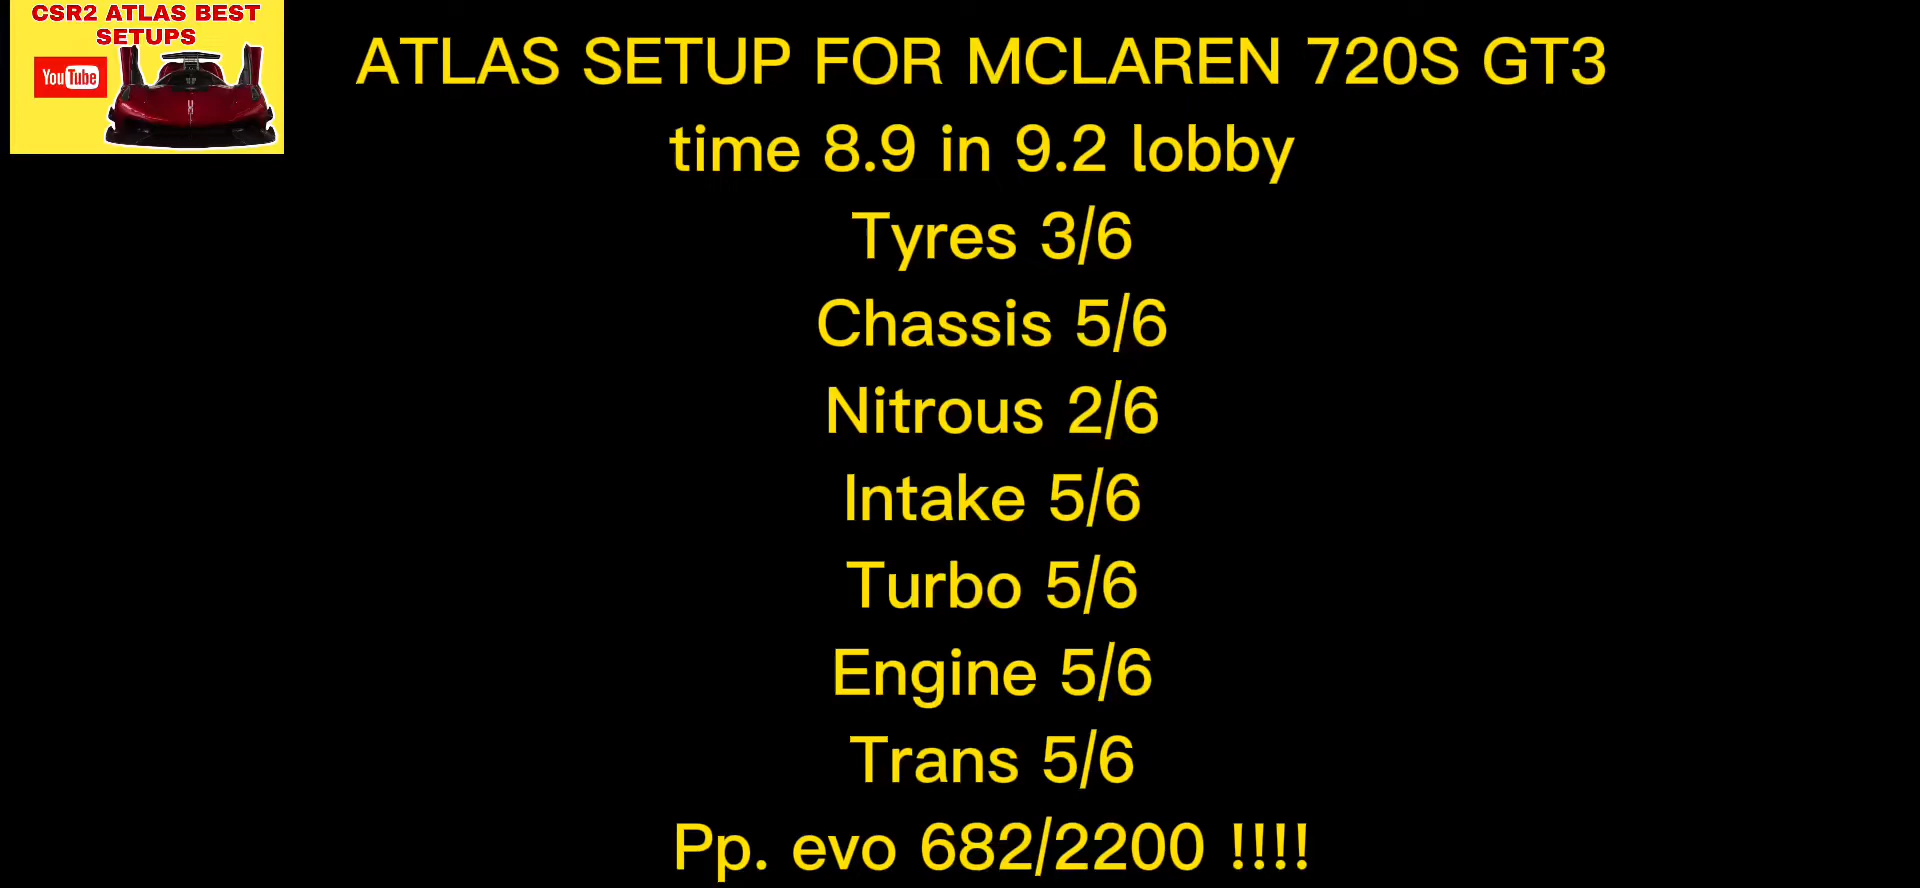 CSR2 ATLAS BEST
SETUPS
YouTube
ATLAS SETUP FOR MCLAREN 720S GT3
time 8.9 in 9.2 lobby
Tyres 3/6
Chassis 5/6
Nitrous 2/6
Intake 5/6
Turbo 5/6
Engine 5/6
Trans 5/6
Pp. evo 682/2200 !!!!